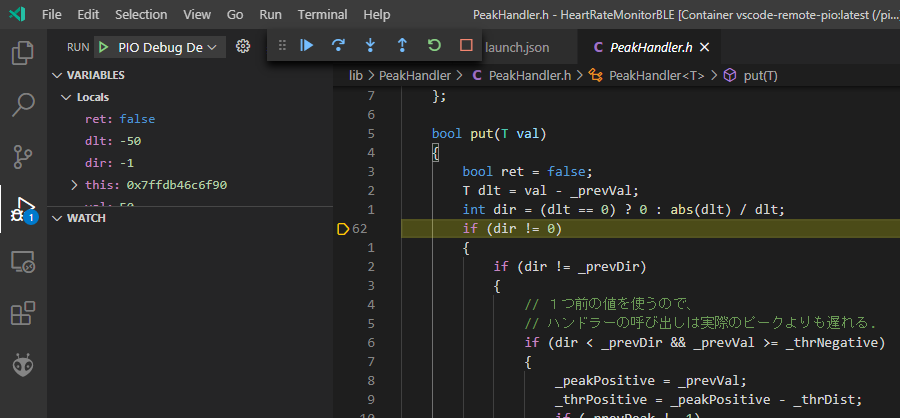 File Edit View Go Run Terminal Help PeakHandler.h - HeartRateMonitorBLE [Container vscode-remote-pio:latest (/pi...
RUN PIO Debug De
launch.json
PeakHandler.h
VARIABLES
Locals
ret: false
dlt: -50
dir: -1
this: 0x7ffdb46c6f90
val: 50
WATCH
1
lib > PeakHandler > PeakHandler.h > PeakHandler<T> > put(T)
7 };
6
5 bool put(T val)
4 {
3 bool ret = false;
2 T dlt = val - _prevVal;
1 int dir = (dlt == 0) ? 0 : abs(dlt) / dlt;
62 if (dir != 0)
1 {
2 if (dir != _prevDir)
3 {
4 // １つ前の値を使うので、
5 // ハンドラーの呼び出しは実際のピークよりも遅れる.
6 if (dir < _prevDir && _prevVal >= _thrNegative)
7 {
8 _peakPositive = _prevVal;
9 _thrPositive = _peakPositive - _thrDist;
10 if (_prevPeak != 1)